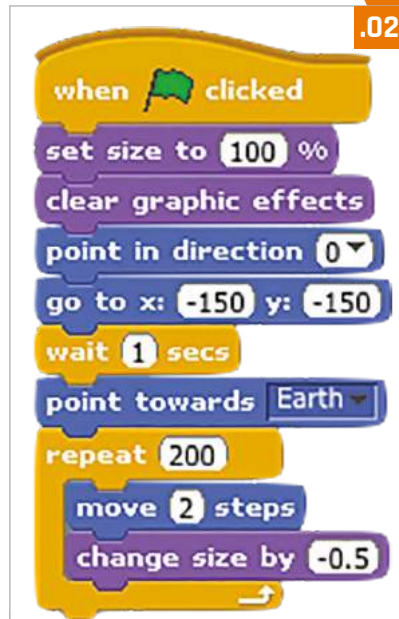 .02
when clicked
set size to 100 %
clear graphic effects
point in direction 0
go to x: -150 y: -150
wait 1 secs
point towards Earth
repeat 200
move 2 steps
change size by -0.5